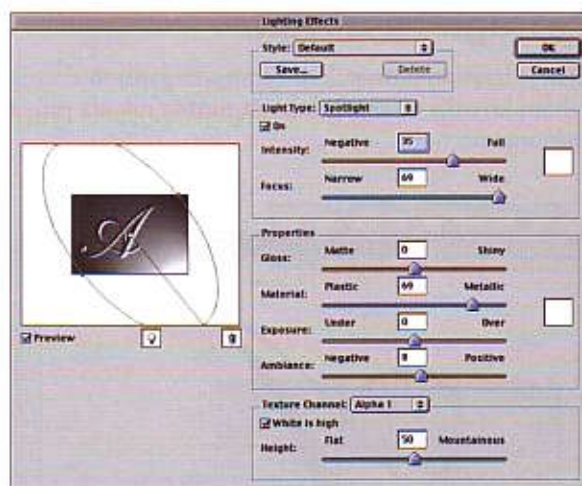 Lighting Effects
Style: Default
Save...
Delete
OK
Cancel
Light Type: Spotlight
On
Intensity: Negative 35 Full
Focus: Narrow 69 Wide
Properties
Gloss: Matte 0 Shiny
Material: Plastic 69 Metallic
Exposure: Under 0 Over
Ambiance: Negative 8 Positive
Texture Channel: Alpha 1
White is high
Height: Flat 50 Mountainous
A
Preview